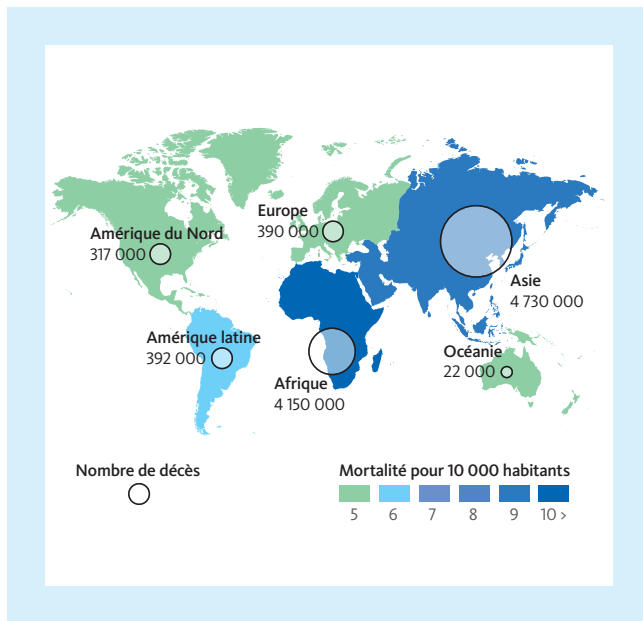 Europe
390 000
Amérique du Nord
317 000
Asie
4 730 000
Amérique latine
392 000
Océanie
22 000
Afrique
4 150 000
Nombre de décès
Mortalité pour 10 000 habitants
5 6 7 8 9 10 >